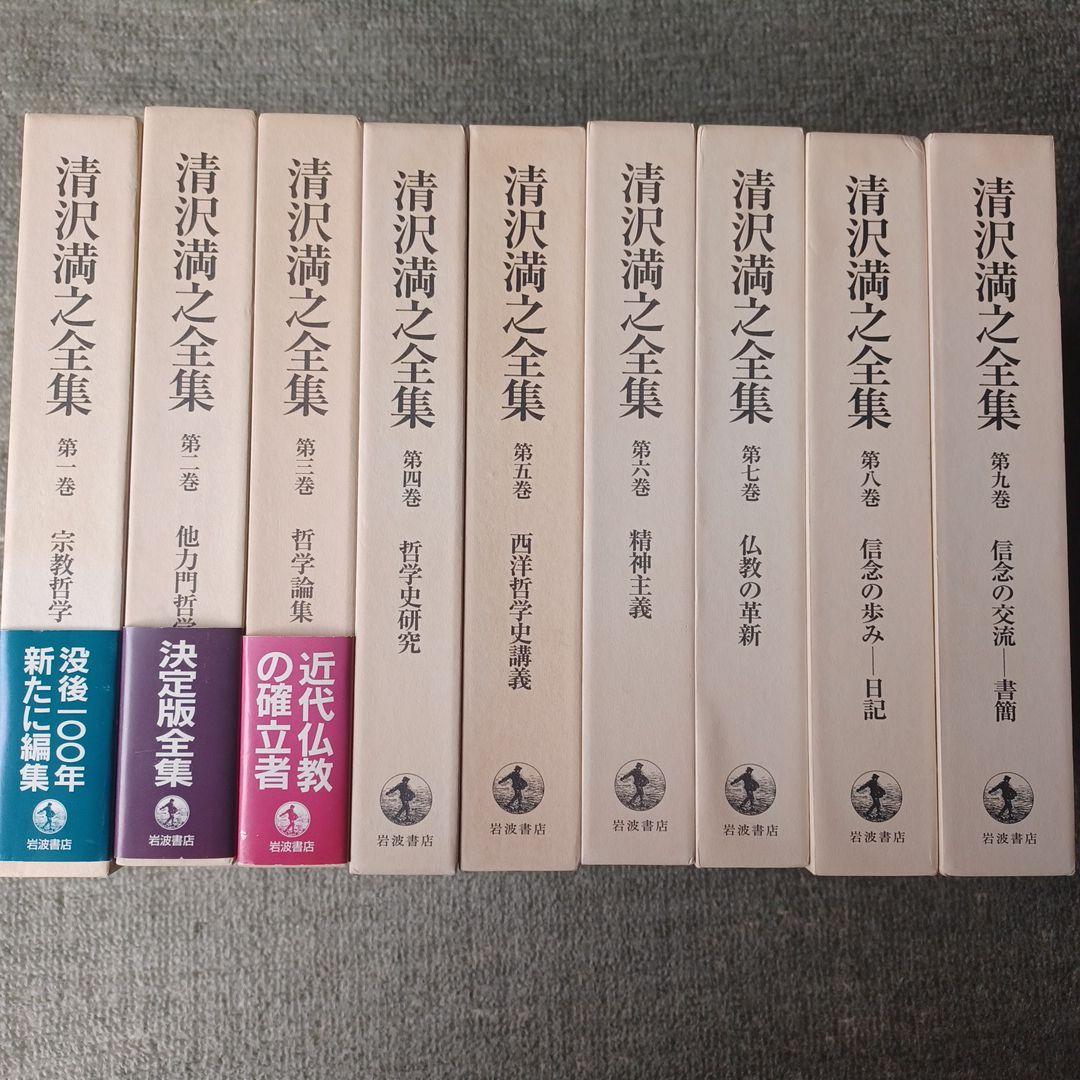 清沢満之全集
第一巻
宗教哲学
没後一〇〇年
新たに編集
岩波書店
清沢満之全集
第二巻
他力門哲学
決定版全集
岩波書店
清沢満之全集
第三巻
哲学論集
近代仏教
の確立者
岩波書店
清沢満之全集
第四巻
哲学史研究
岩波書店
清沢満之全集
第五巻
西洋哲学史講義
岩波書店
清沢満之全集
第六巻
精神主義
岩波書店
清沢満之全集
第七巻
仏教の革新
岩波書店
清沢満之全集
第八巻
信念の歩み――日記
岩波書店
清沢満之全集
第九巻
信念の交流――書簡
岩波書店